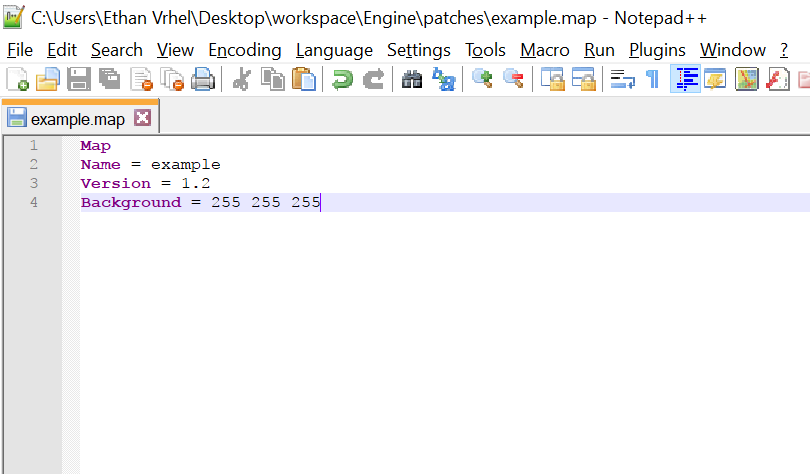 C:\Users\Ethan Vrhel\Desktop\workspace\Engine\patches\example.map - Notepad++
File Edit Search View Encoding Language Settings Tools Macro Run Plugins Window ?
example.map
1 Map
2 Name = example
3 Version = 1.2
4 Background = 255 255 255